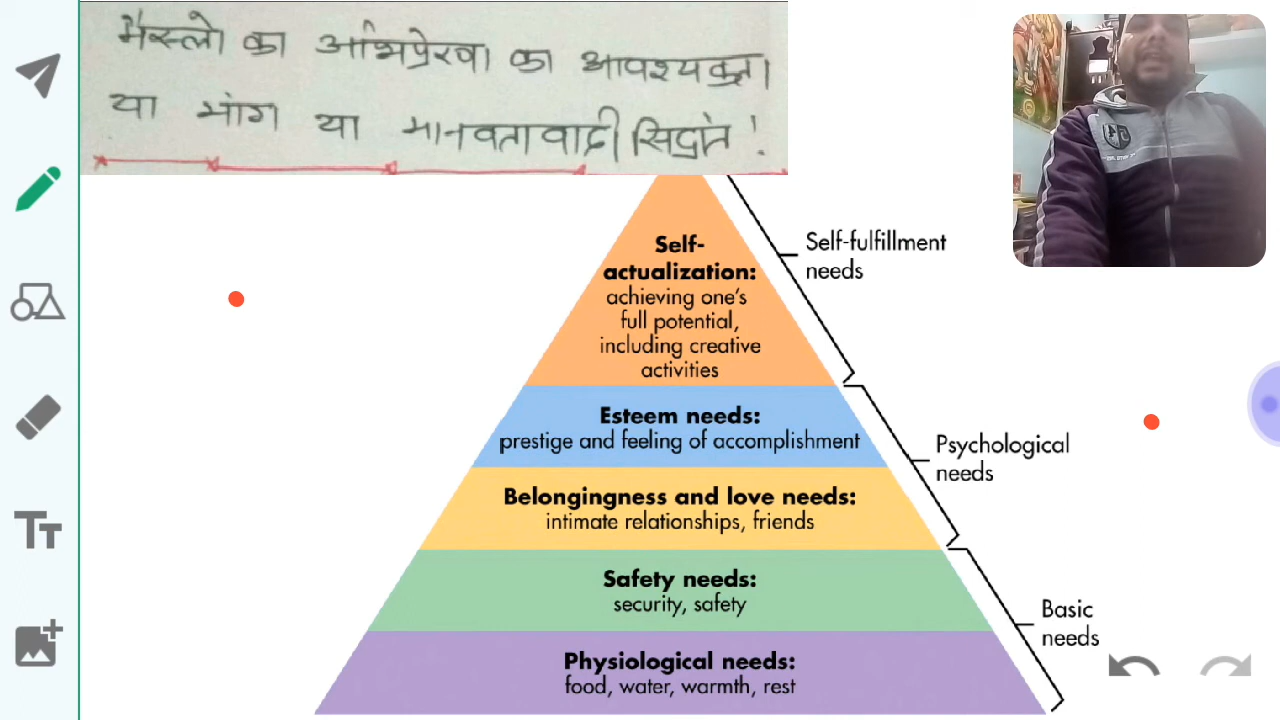 मैस्लो का अभिप्रेरणा का आवश्यकता
या मांग या मानवतावादी सिद्धांत !
Self-
actualization:
achieving one's
full potential,
including creative
activities
Self-fulfillment
needs
Esteem needs:
prestige and feeling of accomplishment
Psychological
needs
Belongingness and love needs:
intimate relationships, friends
Safety needs:
security, safety
Basic
needs
Physiological needs:
food, water, warmth, rest
TT